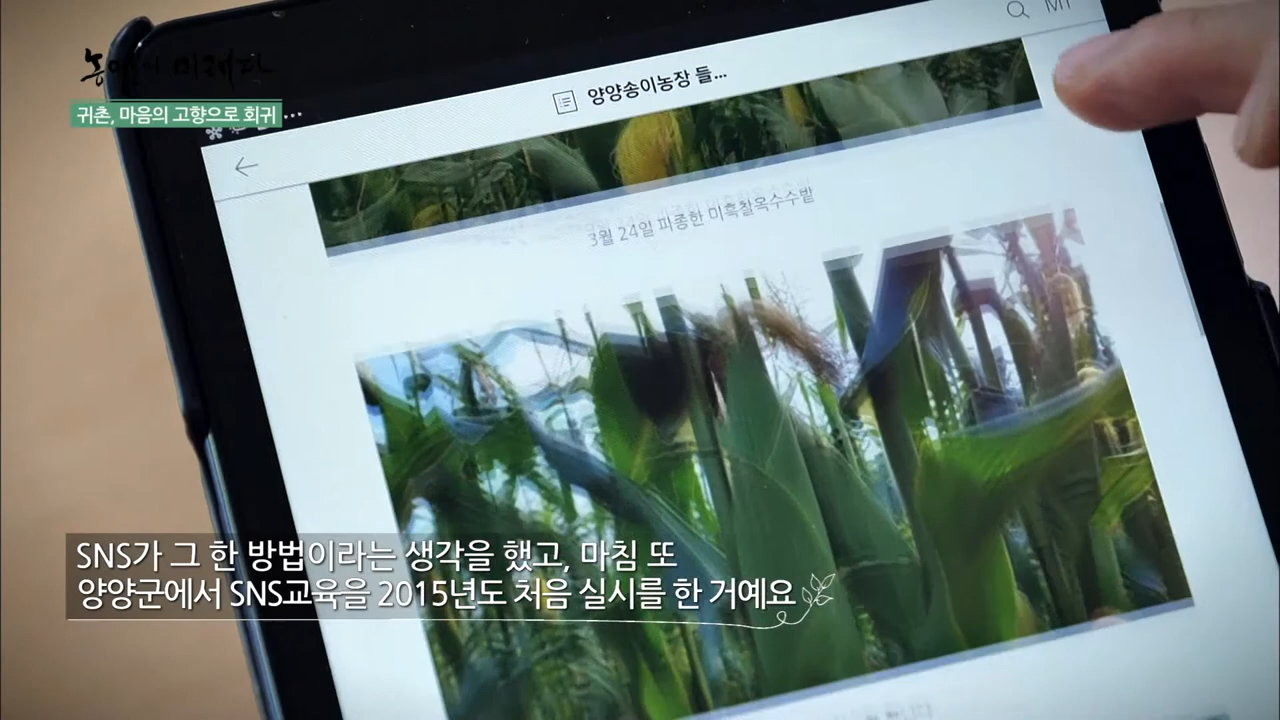 농업이 미래다
귀촌, 마음의 고향으로 회귀
양양송이농장 들...
3월 24일 파종한 미흑찰옥수수밭
SNS가 그 한 방법이라는 생각을 했고, 마침 또
양양군에서 SNS교육을 2015년도 처음 실시를 한 거예요